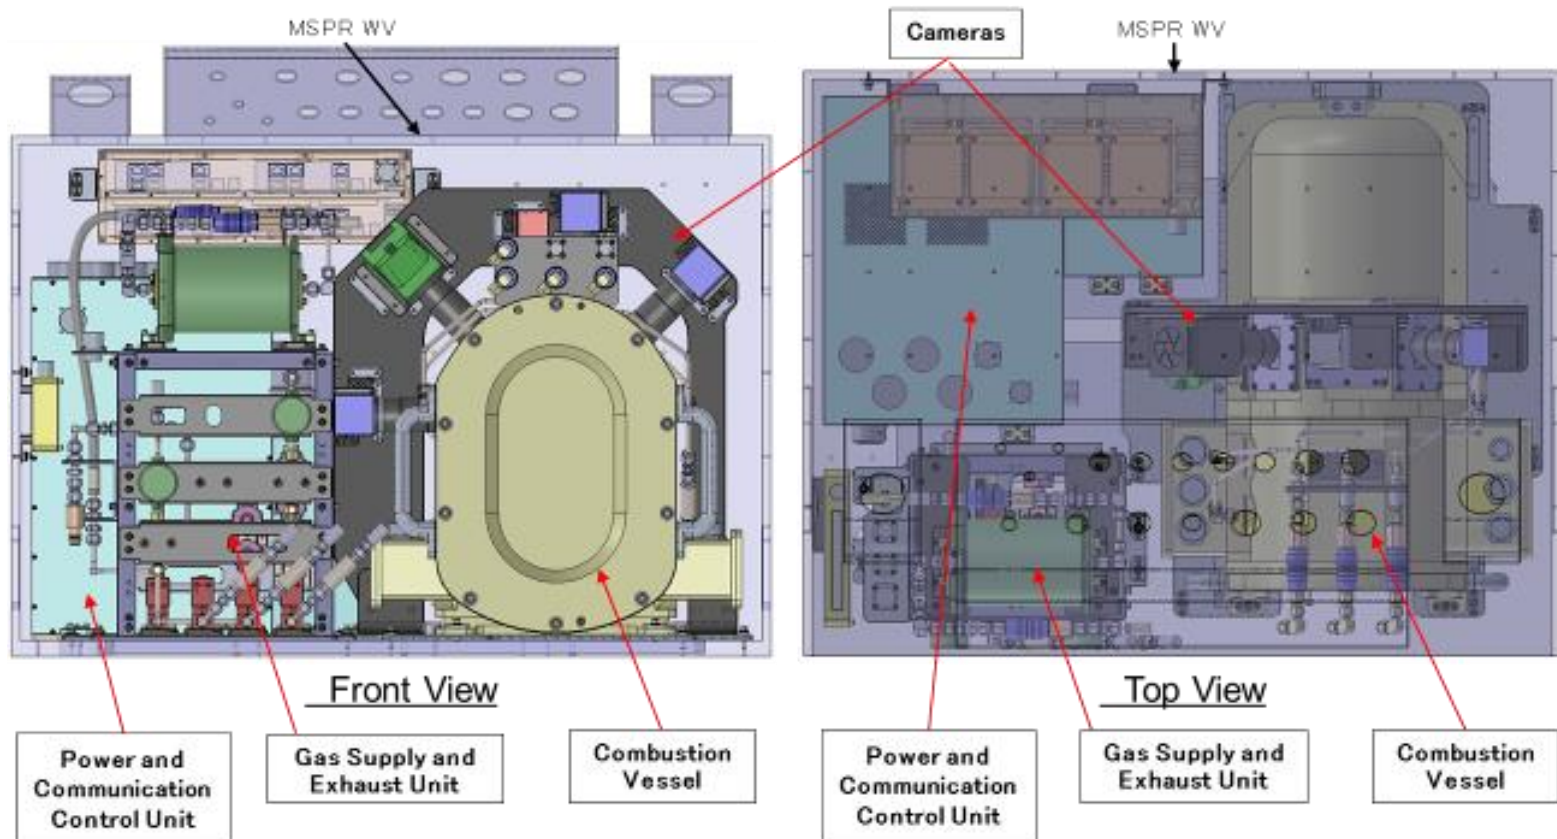 MSPR WV
Cameras
MSPR WV
Front View
Top View
Power and
Communication
Control Unit
Gas Supply and
Exhaust Unit
Combustion
Vessel
Power and
Communication
Control Unit
Gas Supply and
Exhaust Unit
Combustion
Vessel